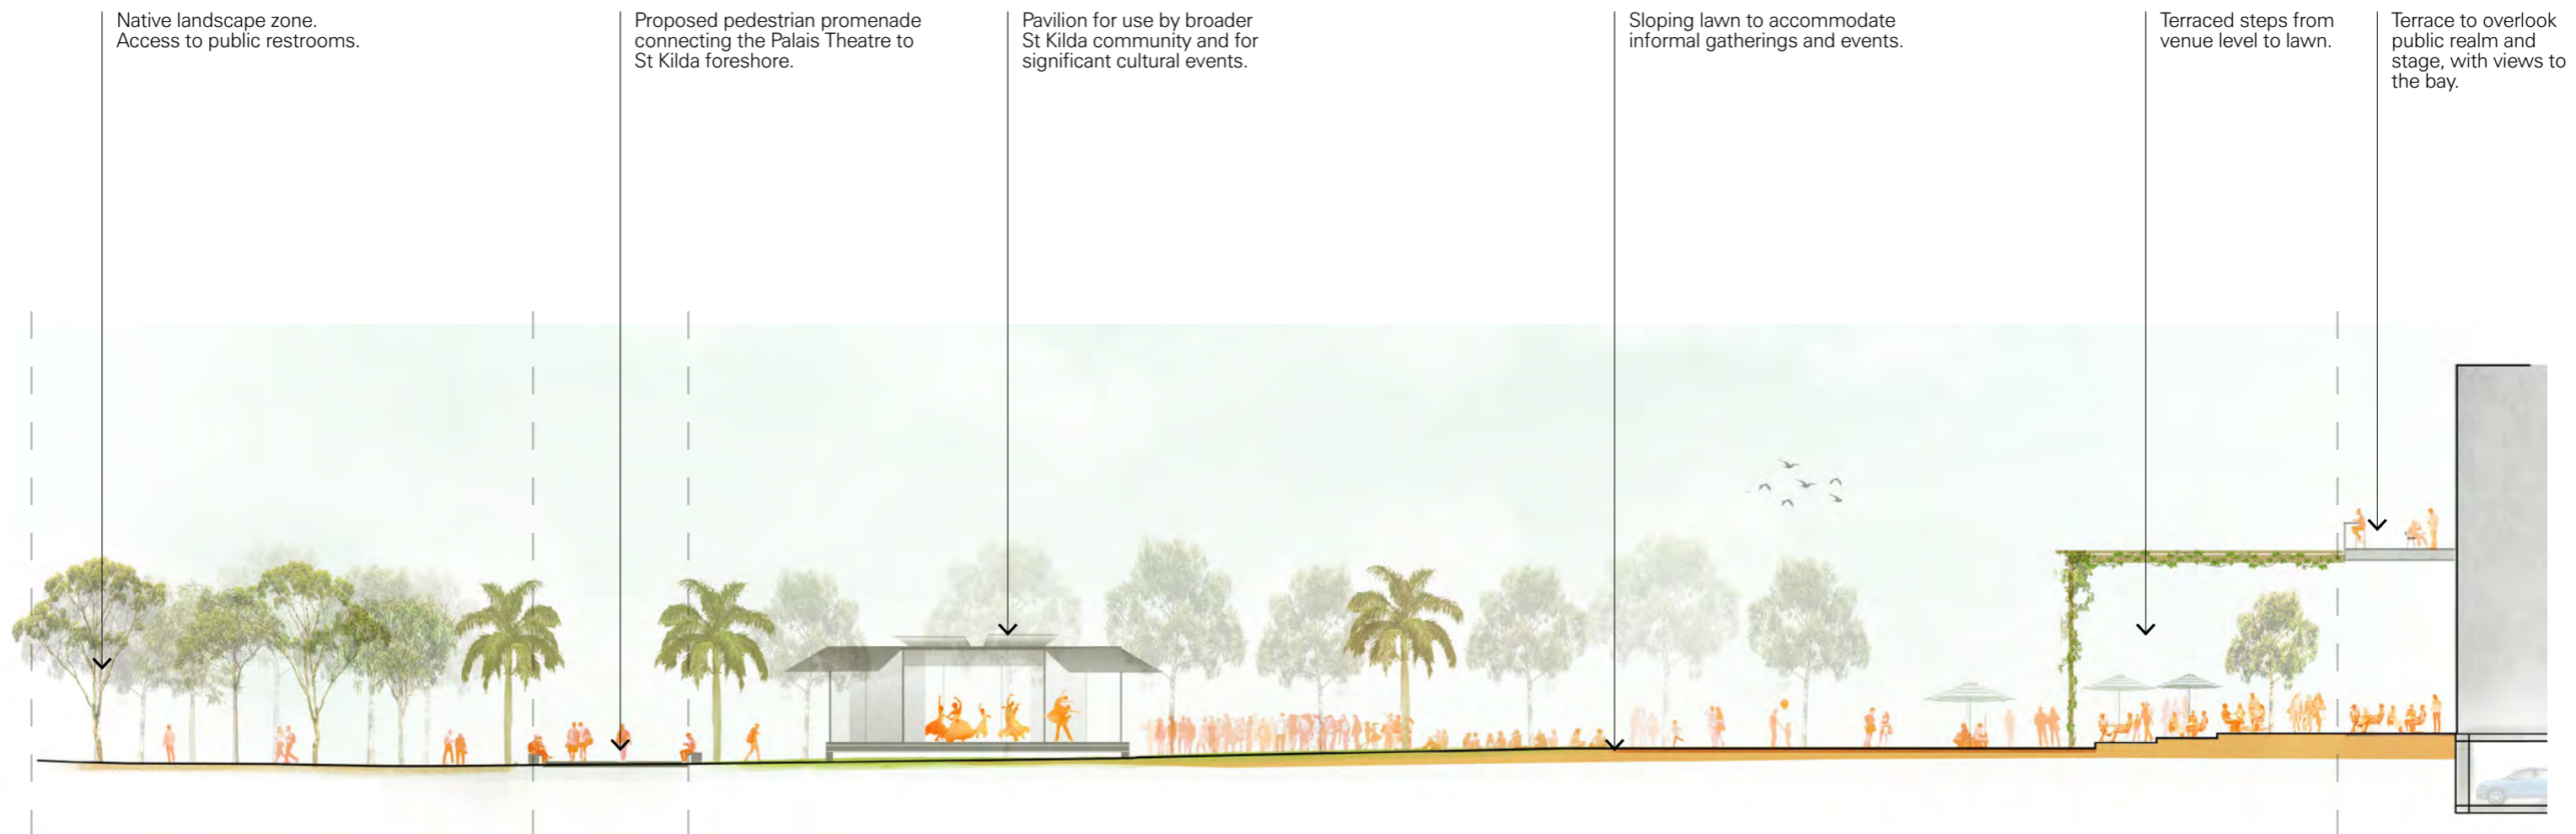 Native landscape zone.
Access to public restrooms.
Proposed pedestrian promenade
connecting the Palais Theatre to
St Kilda foreshore.
Pavilion for use by broader
St Kilda community and for
significant cultural events.
Sloping lawn to accommodate
informal gatherings and events.
Terraced steps from
venue level to lawn.
Terrace to overlook
public realm and
stage, with views to
the bay.